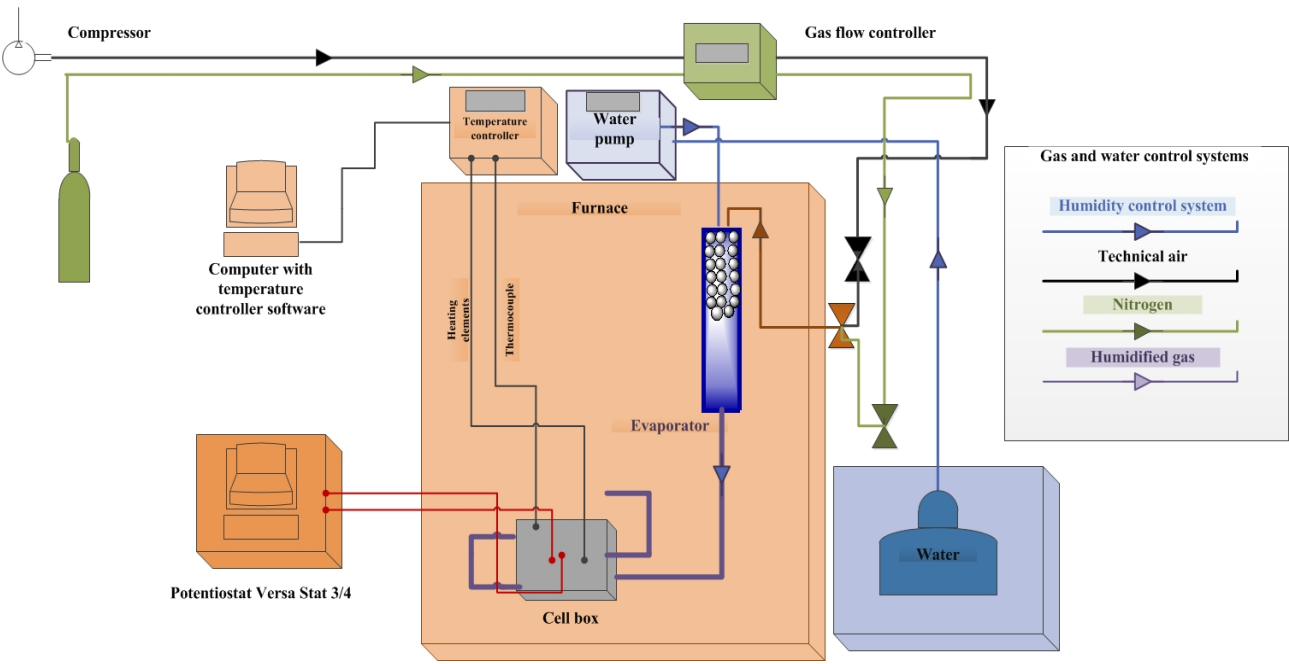 Compressor
Gas flow controller
Temperature
controller
Water
pump
Gas and water control systems
Furnace
Humidity control system
Technical air
Computer with
temperature
controller software
Heating
elements
Thermocouple
Nitrogen
Humidified gas
Evaporator
Water
Potentiostat Versa Stat 3/4
Cell box